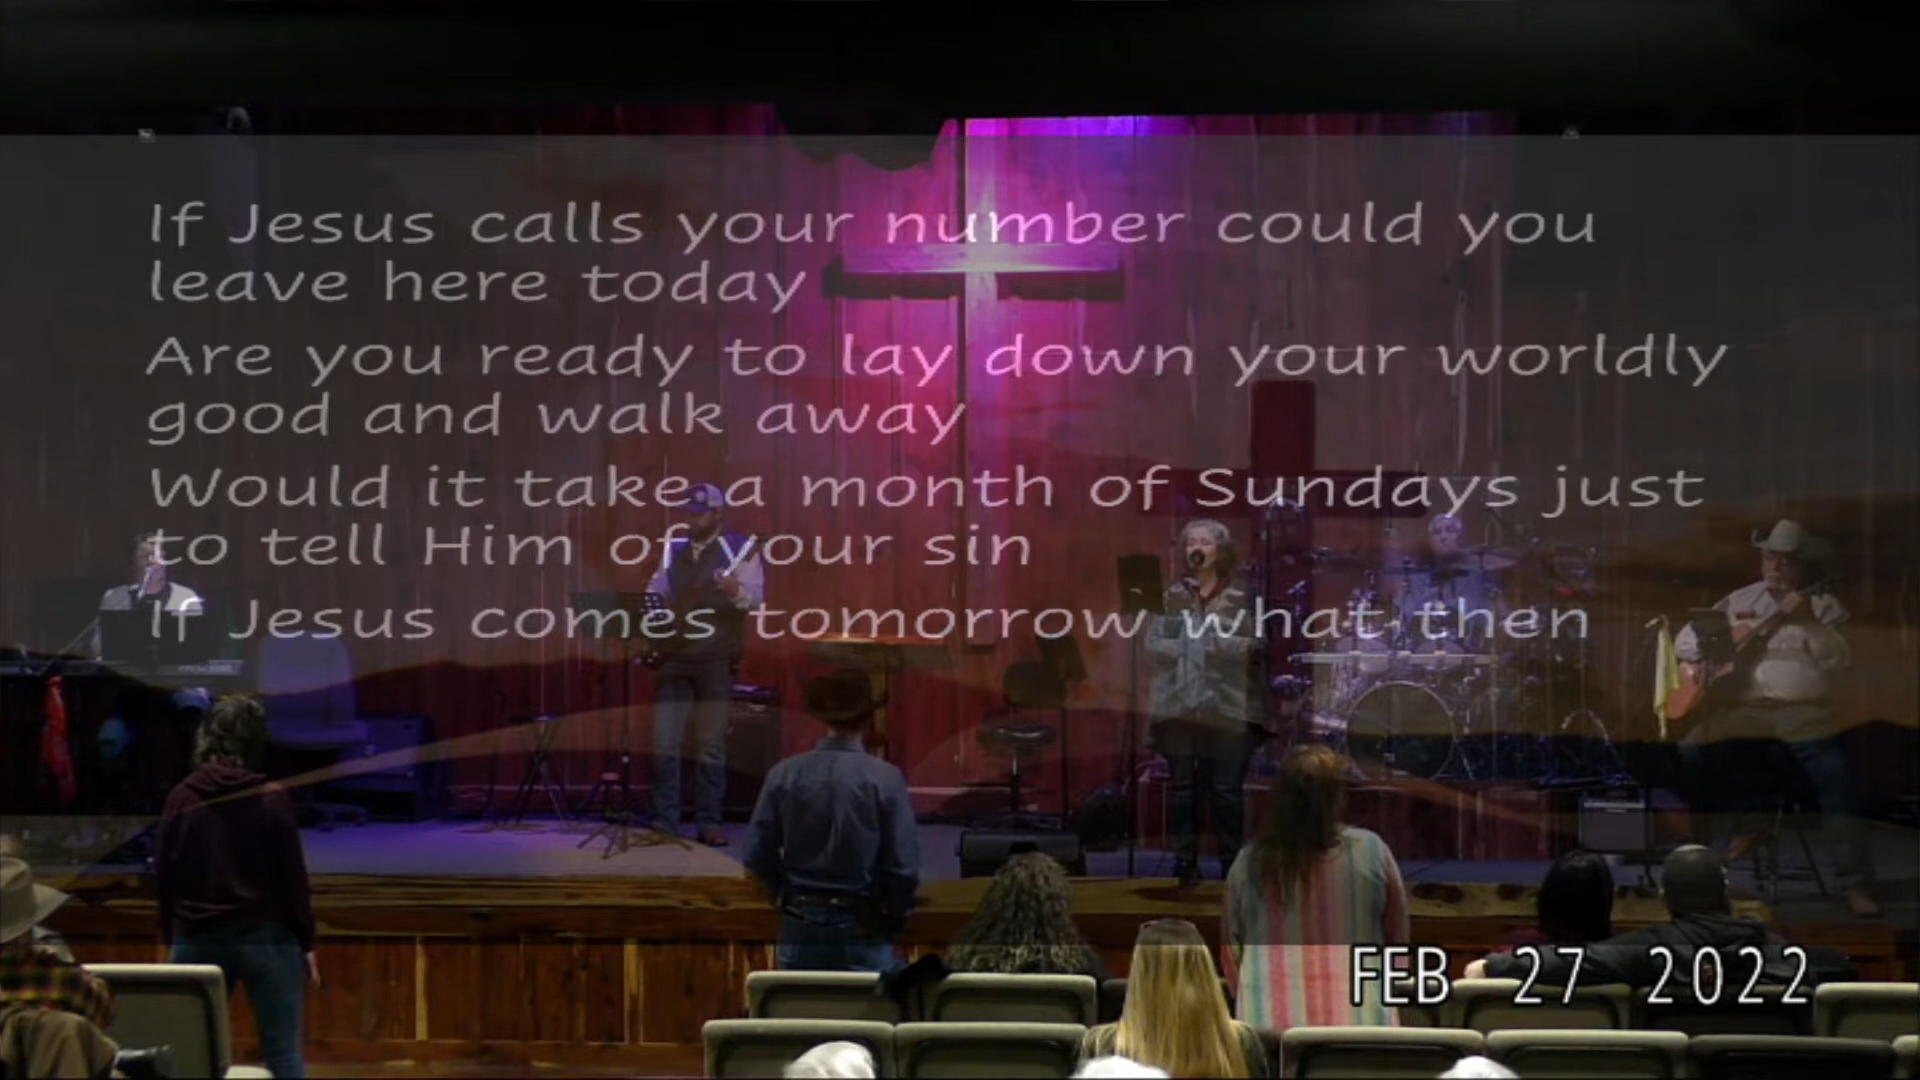 If Jesus calls your number could you
leave here today
Are you ready to lay down your worldly
good and walk away
Would it take a month of Sundays just
to tell Him of your sin
If Jesus comes tomorrow what then
FEB 27 2022